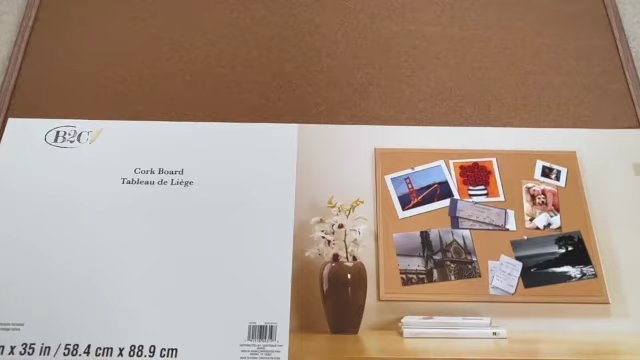 B2C
Cork Board
Tableau de Liège
n x 35 in / 58.4 cm x 88.9 cm